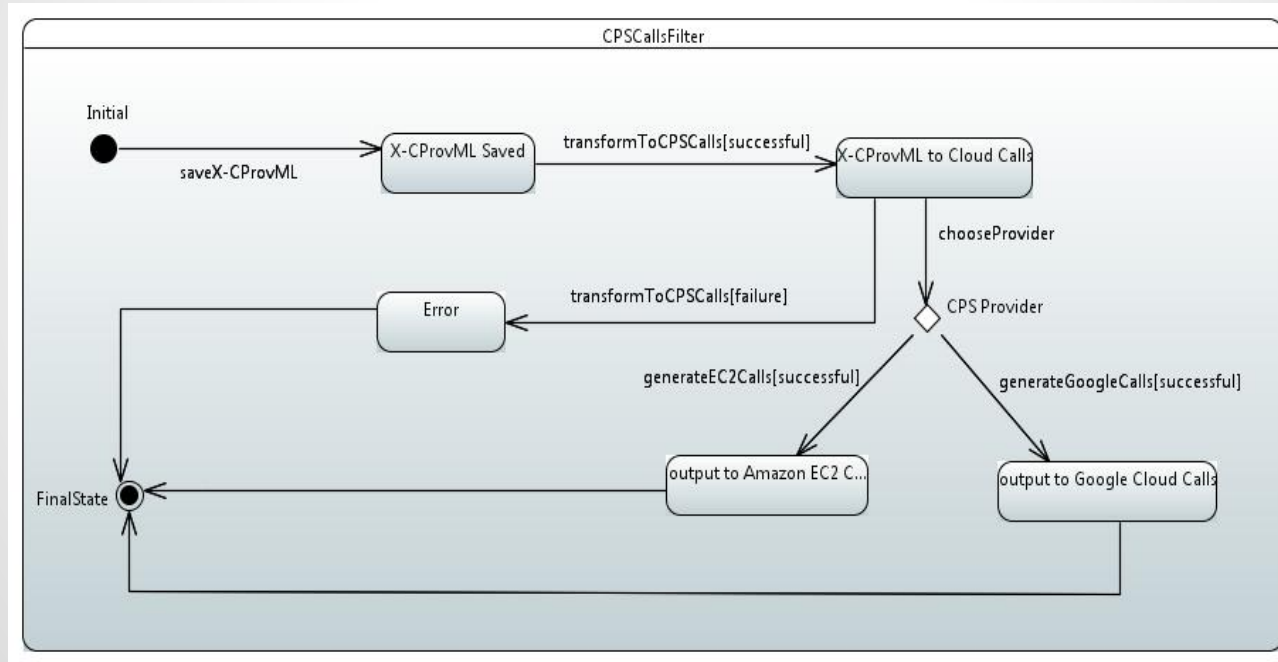 CPSCallsFilter
Initial
saveX-CProvML
X-CProvML Saved
transformToCPSCalls[successful]
X-CProvML to Cloud Calls
chooseProvider
transformToCPSCalls[failure]
Error
CPS Provider
generateEC2Calls[successful]
generateGoogleCalls[successful]
output to Amazon EC2 C...
output to Google Cloud Calls
FinalState